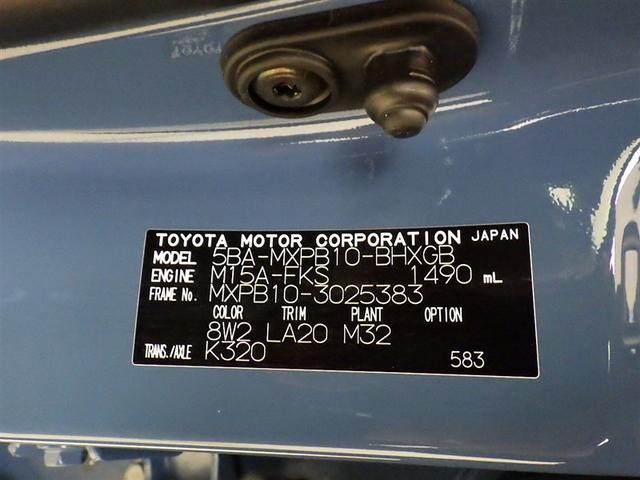 TOYOTA MOTOR CORPORATION JAPAN
MODEL 5BA-MXPB10-BHXGB
ENGINE M15A-FKS 1490 mL
FRAME No. MXPB10-3025383
COLOR TRIM PLANT OPTION
8W2 LA20 M32
TRANS./AXLE K320
583